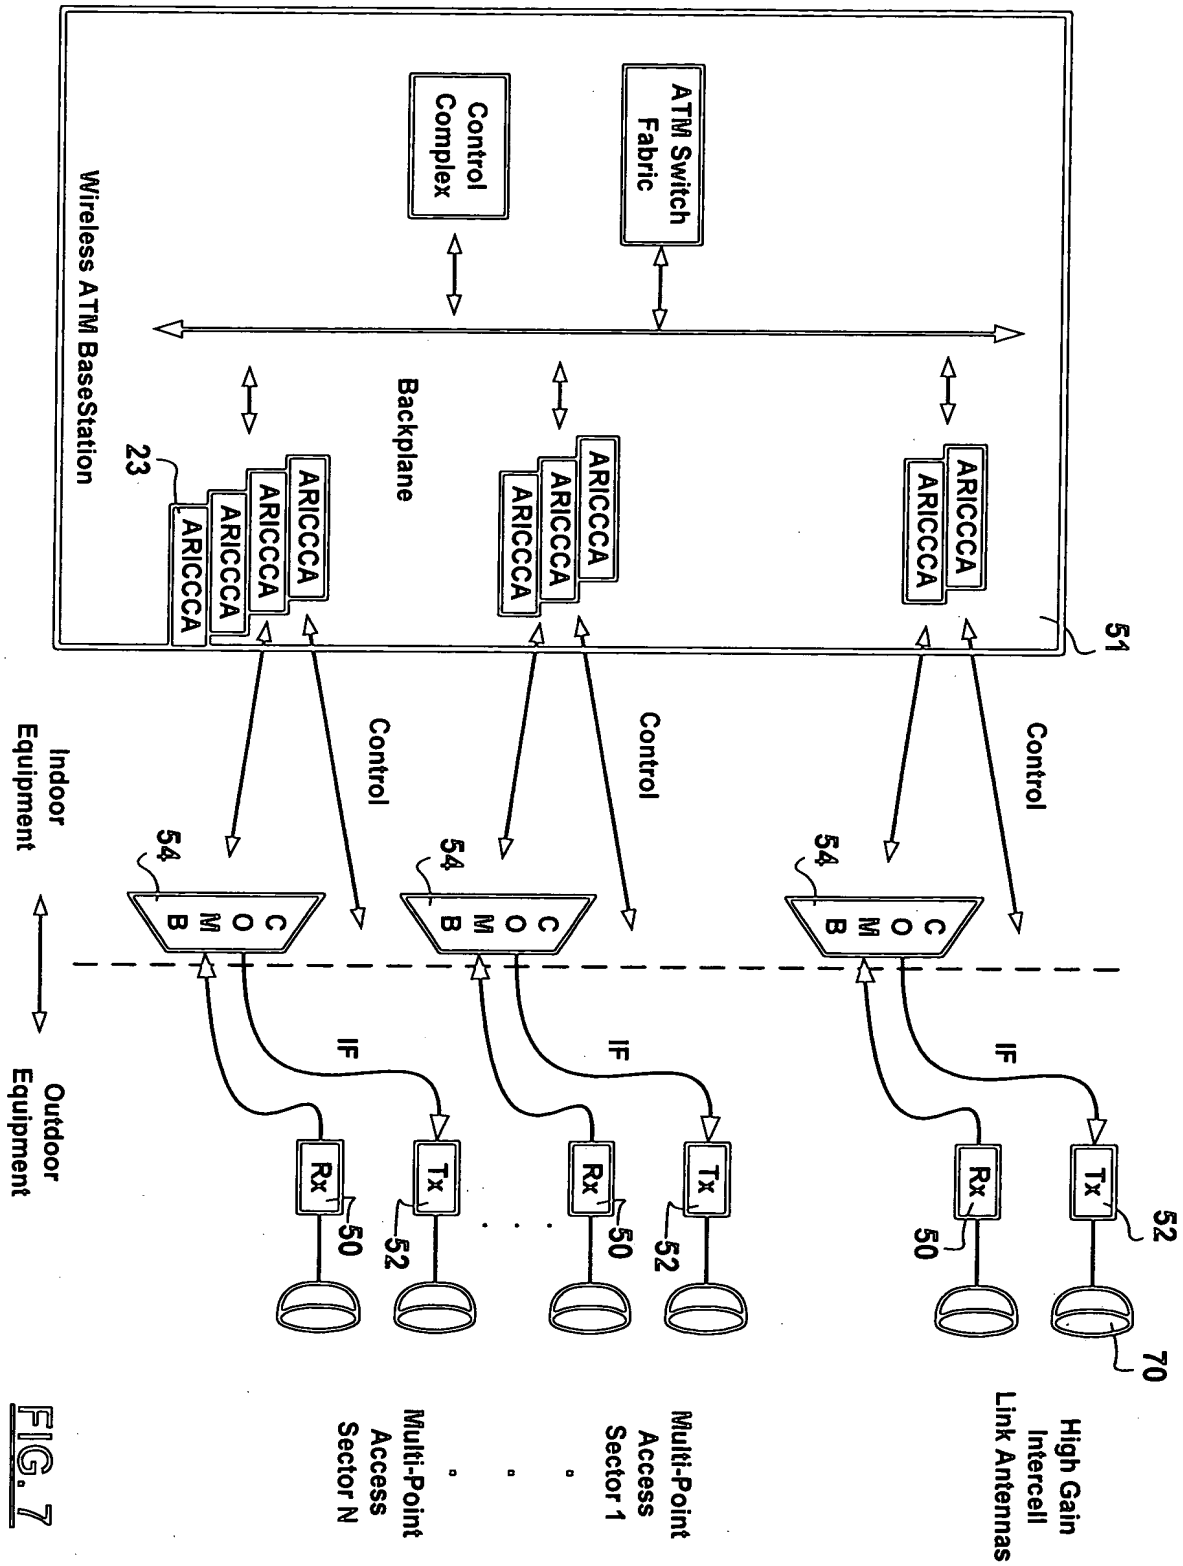 51
ATM Switch
Fabric
Control
Complex
Backplane
ARICCCA
ARICCCA
ARICCCA
ARICCCA
ARICCCA
ARICCCA
ARICCCA
ARICCCA
ARICCCA
23
Wireless ATM BaseStation
Control
Control
Control
54
C O M B
54
C O M B
54
C O M B
IF
IF
IF
Tx
52
Rx
50
Tx
52
Rx
50
Tx
52
Rx
50
70
High Gain
Intercell
Link Antennas
Multi-Point
Access
Sector 1
Multi-Point
Access
Sector N
Indoor
Equipment
Outdoor
Equipment
FIG. 7